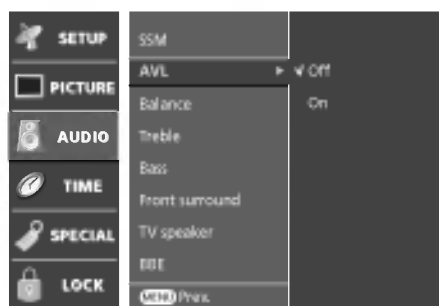 SETUP
PICTURE
AUDIO
TIME
SPECIAL
LOCK
SSM
AVL
Balance
Treble
Bass
Front surround
TV speaker
BBE
MENU Prev.
Off
On